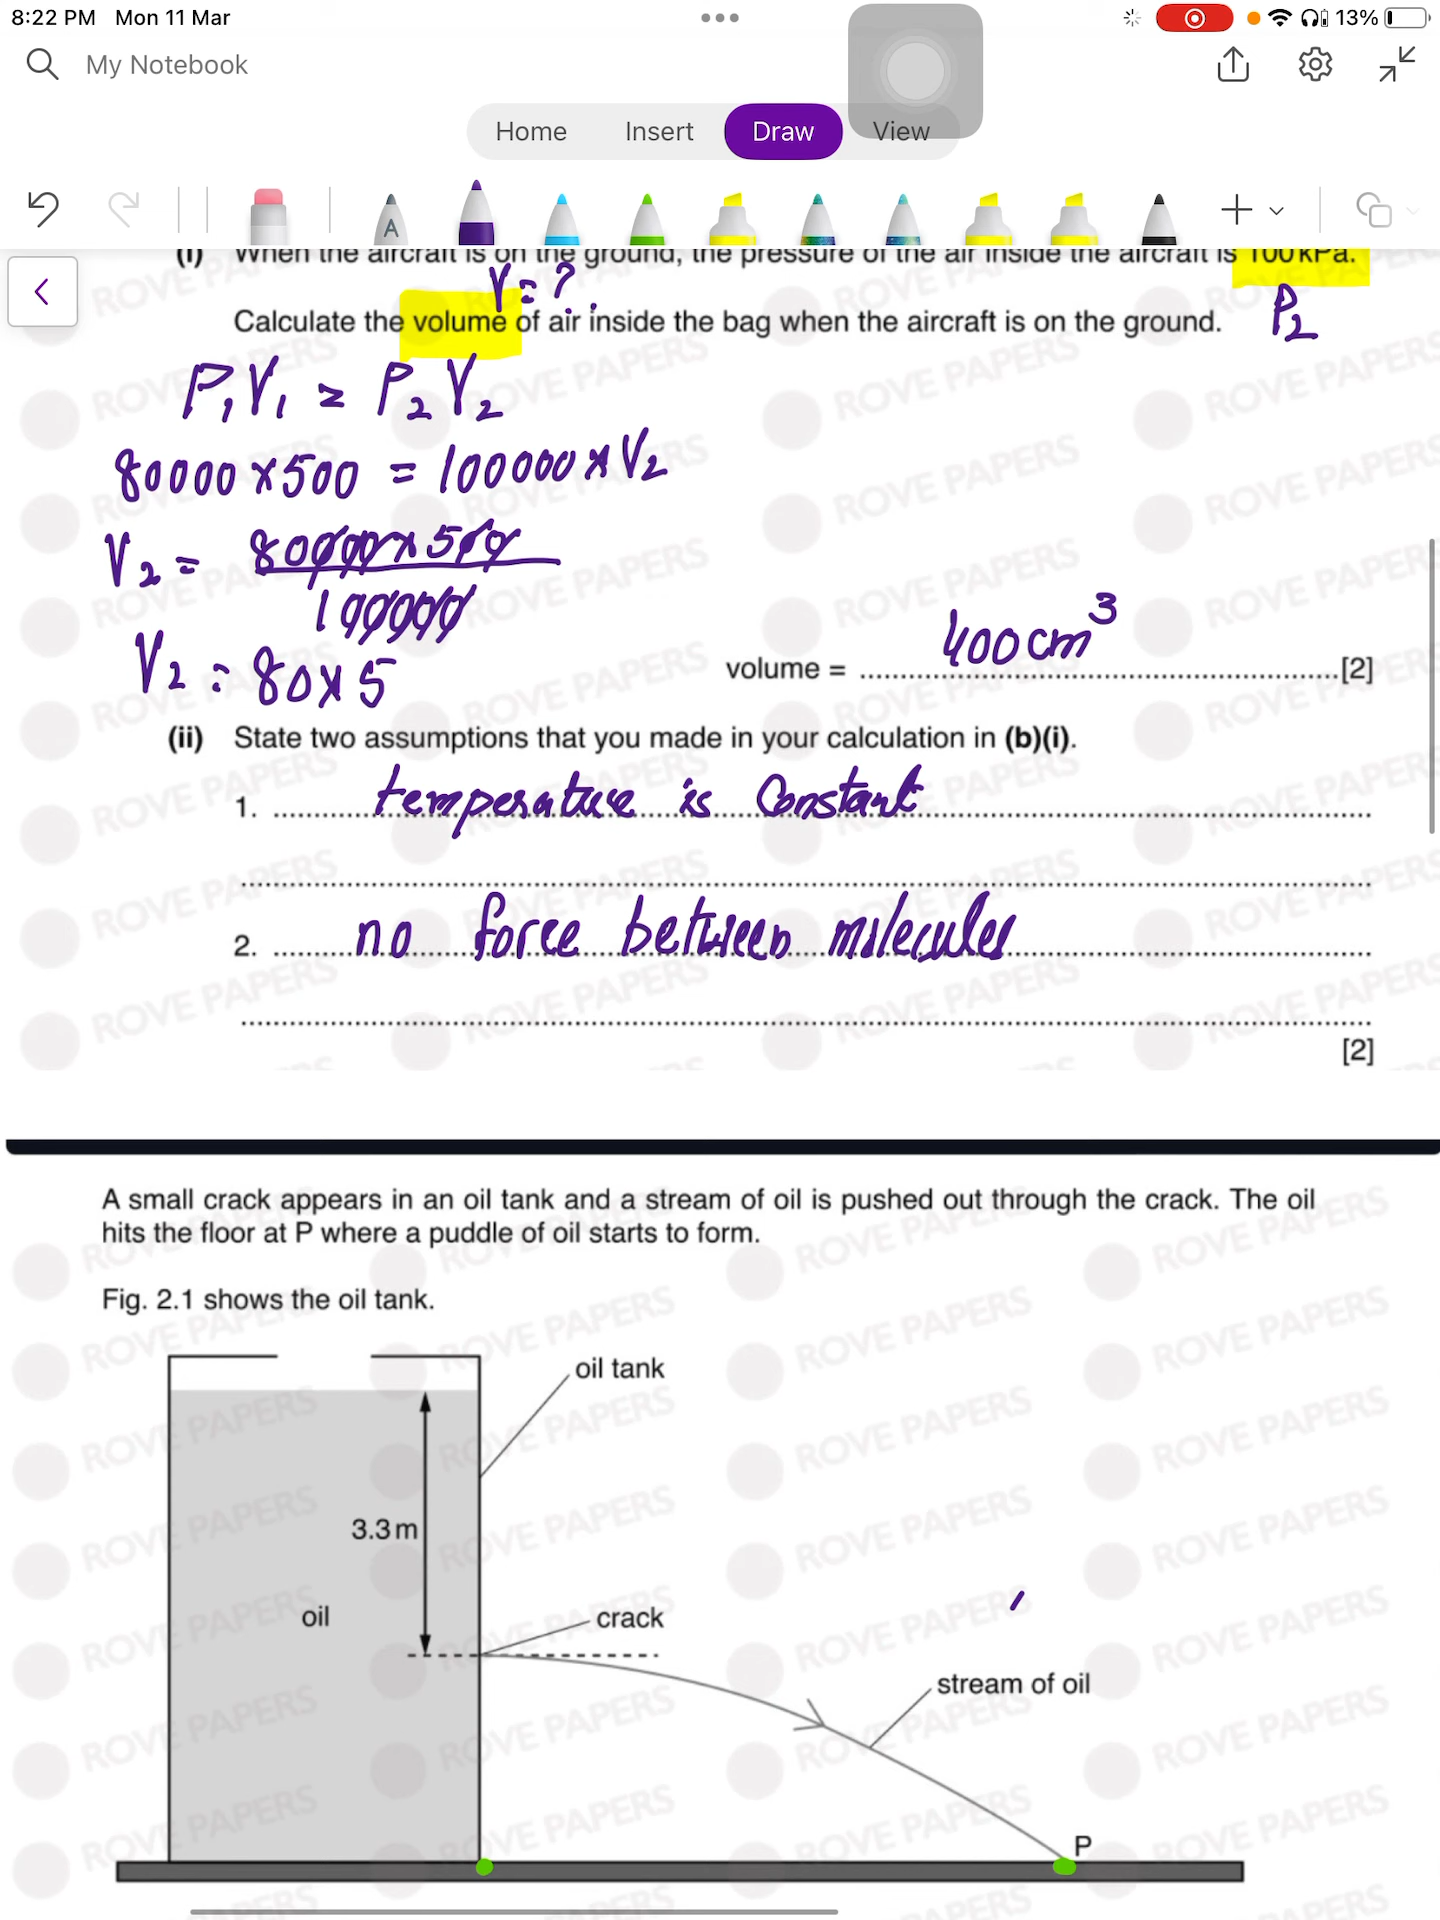 8:22 PM Mon 11 Mar
13%
My Notebook
Home Insert Draw View
A
(i) When the aircraft is on the ground, the pressure of the air inside the aircraft is 100 kPa.
V = ?
P2
Calculate the volume of air inside the bag when the aircraft is on the ground.
P1V1 = P2V2
80000 x 500 = 100000 x V2
V2 = 80000 x 500
100000
V2 = 80 x 5
volume = 400 cm³ [2]
(ii) State two assumptions that you made in your calculation in (b)(i).
1. temperature is Constant
2. no force between molecules
[2]
A small crack appears in an oil tank and a stream of oil is pushed out through the crack. The oil
hits the floor at P where a puddle of oil starts to form.
Fig. 2.1 shows the oil tank.
oil tank
3.3 m
oil
crack
stream of oil
P
ROVE PAPERS